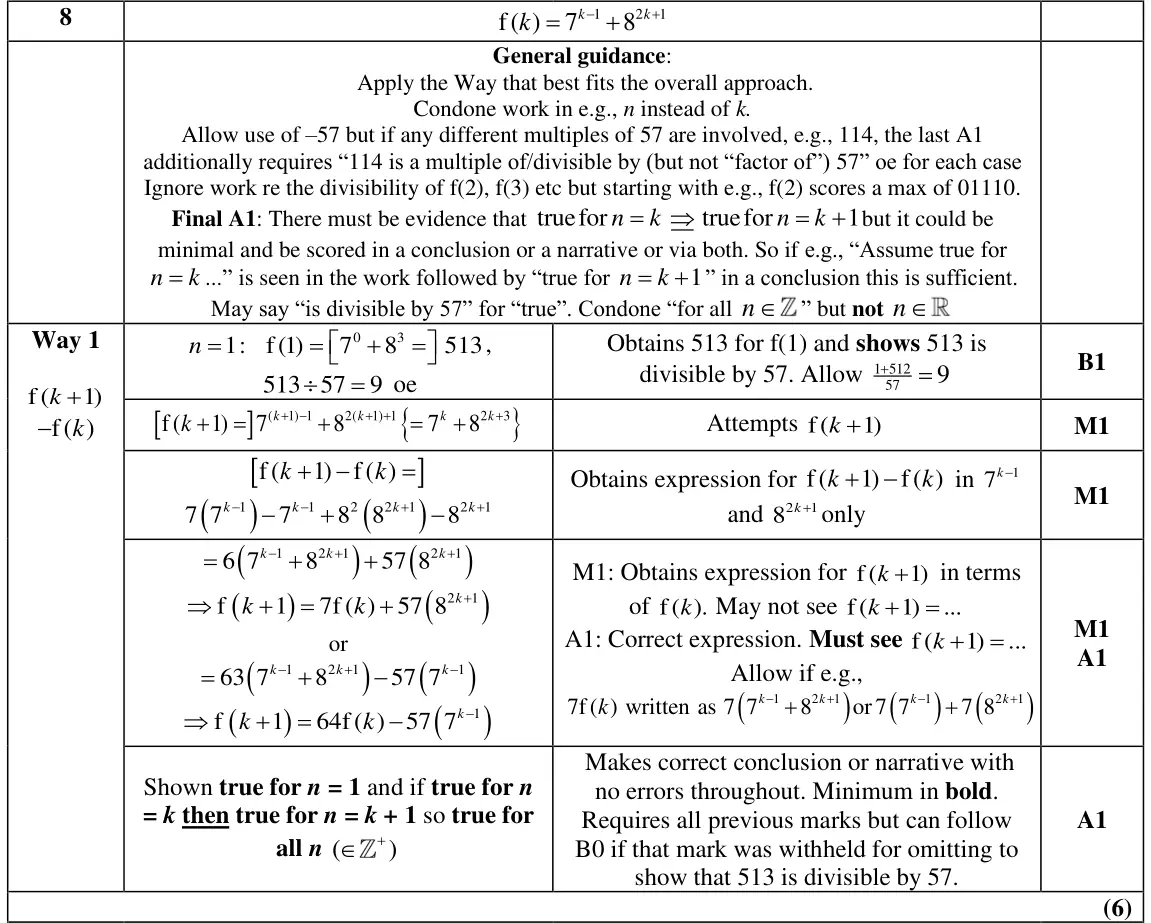 8
f(k) = 7^{k−1} + 8^{2k+1}
General guidance:
Apply the Way that best fits the overall approach.
Condone work in e.g., n instead of k.
Allow use of –57 but if any different multiples of 57 are involved, e.g., 114, the last A1
additionally requires “114 is a multiple of/divisible by (but not “factor of”) 57” oe for each case
Ignore work re the divisibility of f(2), f(3) etc but starting with e.g., f(2) scores a max of 01110.
Final A1: There must be evidence that true for n = k ⇒ true for n = k + 1 but it could be
minimal and be scored in a conclusion or a narrative or via both. So if e.g., “Assume true for
n = k ...” is seen in the work followed by “true for n = k + 1” in a conclusion this is sufficient.
May say “is divisible by 57” for “true”. Condone “for all n ∈ ℤ” but not n ∈ ℝ
Way 1
f(k + 1)
−f(k)
n = 1: f(1) = [7^0 + 8^3 =] 513,
513 ÷ 57 = 9 oe
Obtains 513 for f(1) and shows 513 is
divisible by 57. Allow (1+512)/57 = 9
B1
[f(k + 1) =] 7^{(k+1)−1} + 8^{2(k+1)+1} {= 7^k + 8^{2k+3}}
Attempts f(k + 1)
M1
[f(k + 1) − f(k) =]
7(7^{k−1}) − 7^{k−1} + 8^2(8^{2k+1}) − 8^{2k+1}
Obtains expression for f(k + 1) − f(k) in 7^{k−1}
and 8^{2k+1} only
M1
= 6(7^{k−1} + 8^{2k+1}) + 57(8^{2k+1})
⇒ f(k + 1) = 7f(k) + 57(8^{2k+1})
or
= 63(7^{k−1} + 8^{2k+1}) − 57(7^{k−1})
⇒ f(k + 1) = 64f(k) − 57(7^{k−1})
M1: Obtains expression for f(k + 1) in terms
of f(k). May not see f(k + 1) = ...
A1: Correct expression. Must see f(k + 1) = ...
Allow if e.g.,
7f(k) written as 7(7^{k−1} + 8^{2k+1}) or 7(7^{k−1}) + 7(8^{2k+1})
M1
A1
Shown true for n = 1 and if true for n
= k then true for n = k + 1 so true for
all n (∈ ℤ^+)
Makes correct conclusion or narrative with
no errors throughout. Minimum in bold.
Requires all previous marks but can follow
B0 if that mark was withheld for omitting to
show that 513 is divisible by 57.
A1
(6)